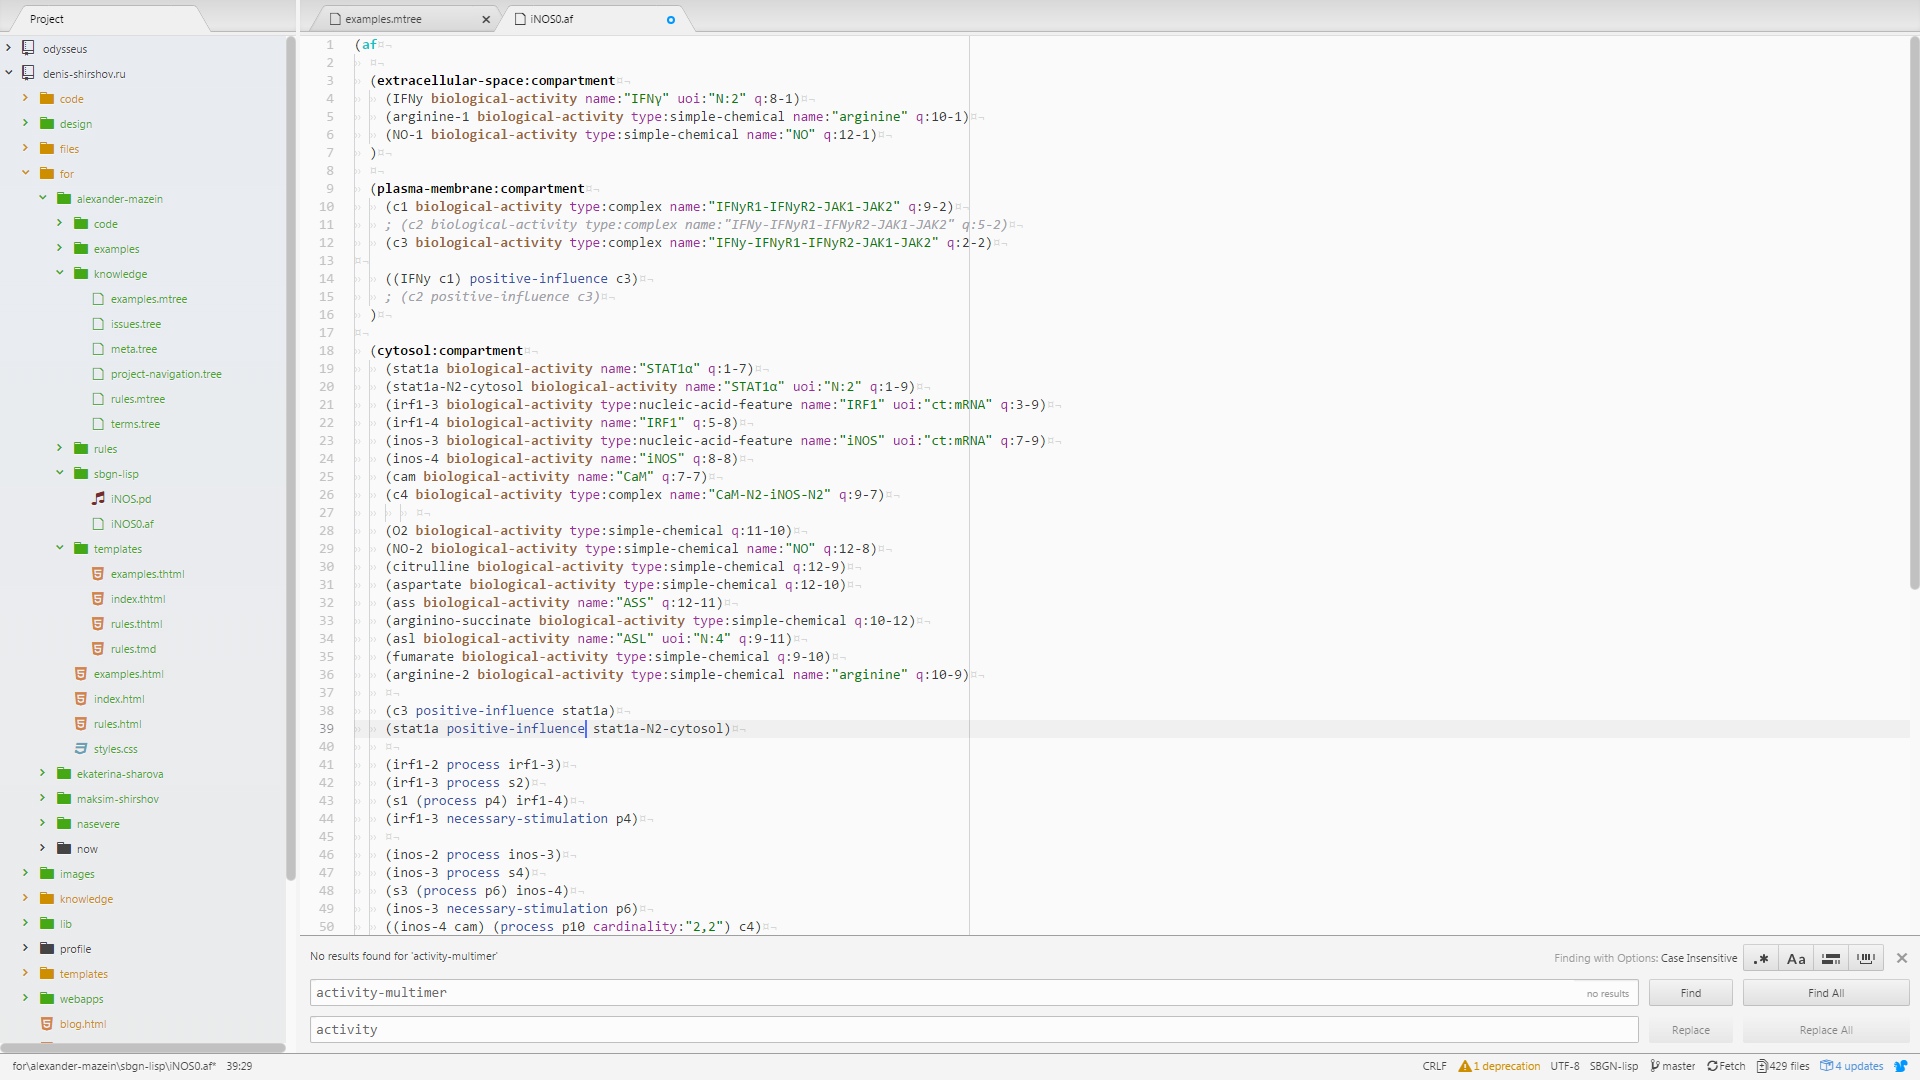 Project
examples.mtree
iNOS0.af
odysseus
denis-shirshov.ru
code
design
files
for
alexander-mazein
code
examples
knowledge
examples.mtree
issues.tree
meta.tree
project-navigation.tree
rules.mtree
terms.tree
rules
sbgn-lisp
iNOS.pd
iNOS0.af
templates
examples.thtml
index.thtml
rules.thtml
rules.tmd
examples.html
index.html
rules.html
styles.css
ekaterina-sharova
maksim-shirshov
nasevere
now
images
knowledge
lib
profile
templates
webapps
blog.html
1 (af
2
3 (extracellular-space:compartment
4 (IFNy biological-activity name:"IFNγ" uoi:"N:2" q:8-1)
5 (arginine-1 biological-activity type:simple-chemical name:"arginine" q:10-1)
6 (NO-1 biological-activity type:simple-chemical name:"NO" q:12-1)
7 )
8
9 (plasma-membrane:compartment
10 (c1 biological-activity type:complex name:"IFNyR1-IFNyR2-JAK1-JAK2" q:9-2)
11 ; (c2 biological-activity type:complex name:"IFNy-IFNyR1-IFNyR2-JAK1-JAK2" q:5-2)
12 (c3 biological-activity type:complex name:"IFNy-IFNyR1-IFNyR2-JAK1-JAK2" q:2-2)
13
14 ((IFNy c1) positive-influence c3)
15 ; (c2 positive-influence c3)
16 )
17
18 (cytosol:compartment
19 (stat1a biological-activity name:"STAT1α" q:1-7)
20 (stat1a-N2-cytosol biological-activity name:"STAT1α" uoi:"N:2" q:1-9)
21 (irf1-3 biological-activity type:nucleic-acid-feature name:"IRF1" uoi:"ct:mRNA" q:3-9)
22 (irf1-4 biological-activity name:"IRF1" q:5-8)
23 (inos-3 biological-activity type:nucleic-acid-feature name:"iNOS" uoi:"ct:mRNA" q:7-9)
24 (inos-4 biological-activity name:"iNOS" q:8-8)
25 (cam biological-activity name:"CaM" q:7-7)
26 (c4 biological-activity type:complex name:"CaM-N2-iNOS-N2" q:9-7)
27
28 (O2 biological-activity type:simple-chemical q:11-10)
29 (NO-2 biological-activity type:simple-chemical name:"NO" q:12-8)
30 (citrulline biological-activity type:simple-chemical q:12-9)
31 (aspartate biological-activity type:simple-chemical q:12-10)
32 (ass biological-activity name:"ASS" q:12-11)
33 (arginino-succinate biological-activity type:simple-chemical q:10-12)
34 (asl biological-activity name:"ASL" uoi:"N:4" q:9-11)
35 (fumarate biological-activity type:simple-chemical q:9-10)
36 (arginine-2 biological-activity type:simple-chemical name:"arginine" q:10-9)
37
38 (c3 positive-influence stat1a)
39 (stat1a positive-influence stat1a-N2-cytosol)
40
41 (irf1-2 process irf1-3)
42 (irf1-3 process s2)
43 (s1 (process p4) irf1-4)
44 (irf1-3 necessary-stimulation p4)
45
46 (inos-2 process inos-3)
47 (inos-3 process s4)
48 (s3 (process p6) inos-4)
49 (inos-3 necessary-stimulation p6)
50 ((inos-4 cam) (process p10 cardinality:"2,2") c4)
No results found for 'activity-multimer'
Finding with Options: Case Insensitive
.* Aa
activity-multimer
no results
Find
Find All
activity
Replace
Replace All
for\alexander-mazein\sbgn-lisp\iNOS0.af* 39:29
CRLF 1 deprecation UTF-8 SBGN-lisp master Fetch 429 files 4 updates